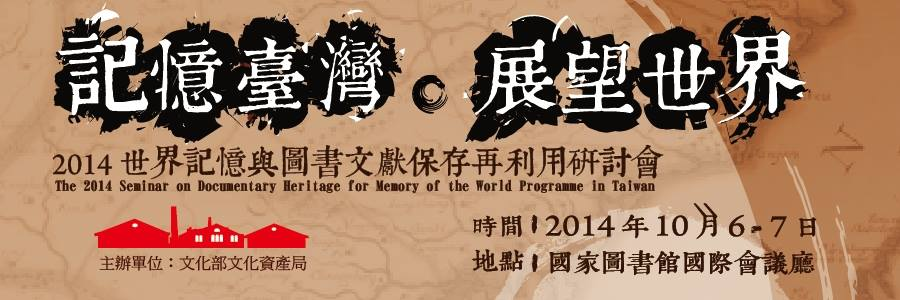 記憶臺灣。展望世界
2014 世界記憶與圖書文獻保存再利用研討會
The 2014 Seminar on Documentary Heritage for Memory of the World Programme in Taiwan
時間 | 2014 年 10 月 6 - 7 日
主辦單位：文化部文化資產局
地點 | 國家圖書館國際會議廳